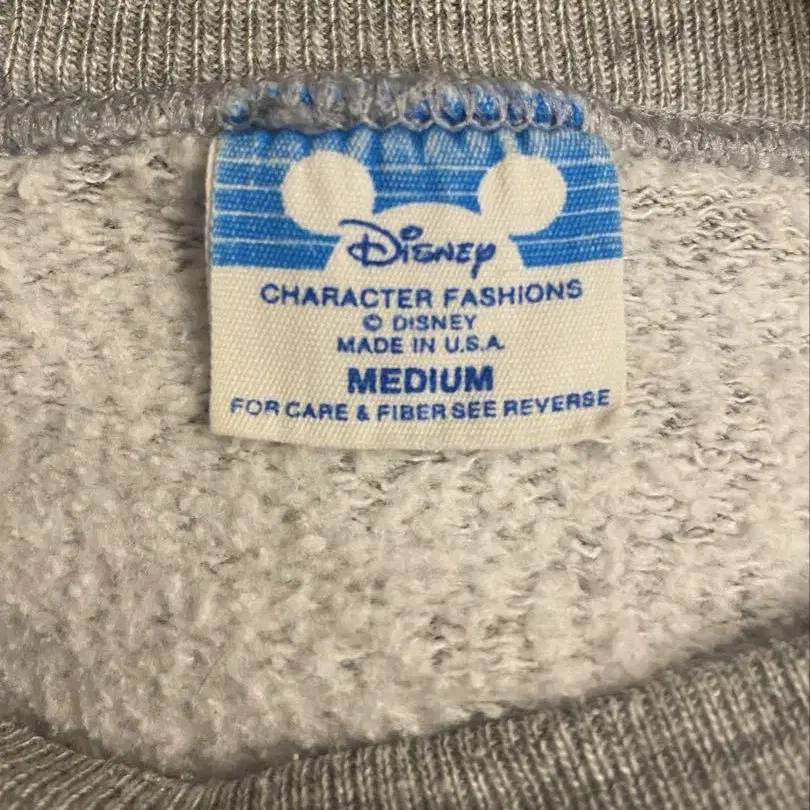 Disney
CHARACTER FASHIONS
© DISNEY
MADE IN U.S.A.
MEDIUM
FOR CARE & FIBER SEE REVERSE